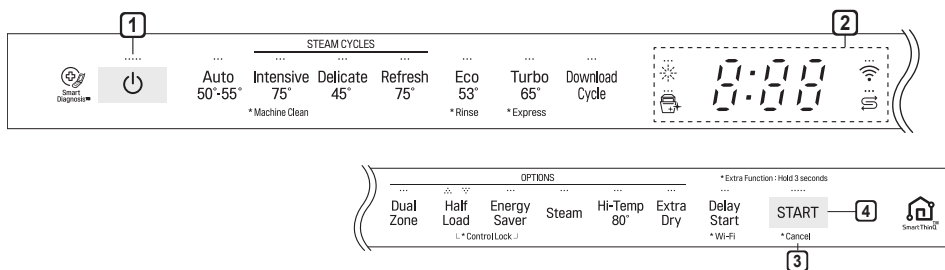 1
2
STEAM CYCLES
Smart
Diagnosis
Auto
50°-55°
Intensive
75°
*Machine Clean
Delicate
45°
Refresh
75°
Eco
53°
*Rinse
Turbo
65°
*Express
Download
Cycle
8:88
OPTIONS
*Extra Function : Hold 3 seconds
Dual
Zone
Half
Load
Energy
Saver
*Control Lock
Steam
Hi-Temp
80°
Extra
Dry
Delay
Start
*Wi-Fi
START
*Cancel
4
3
SmartThinQ™